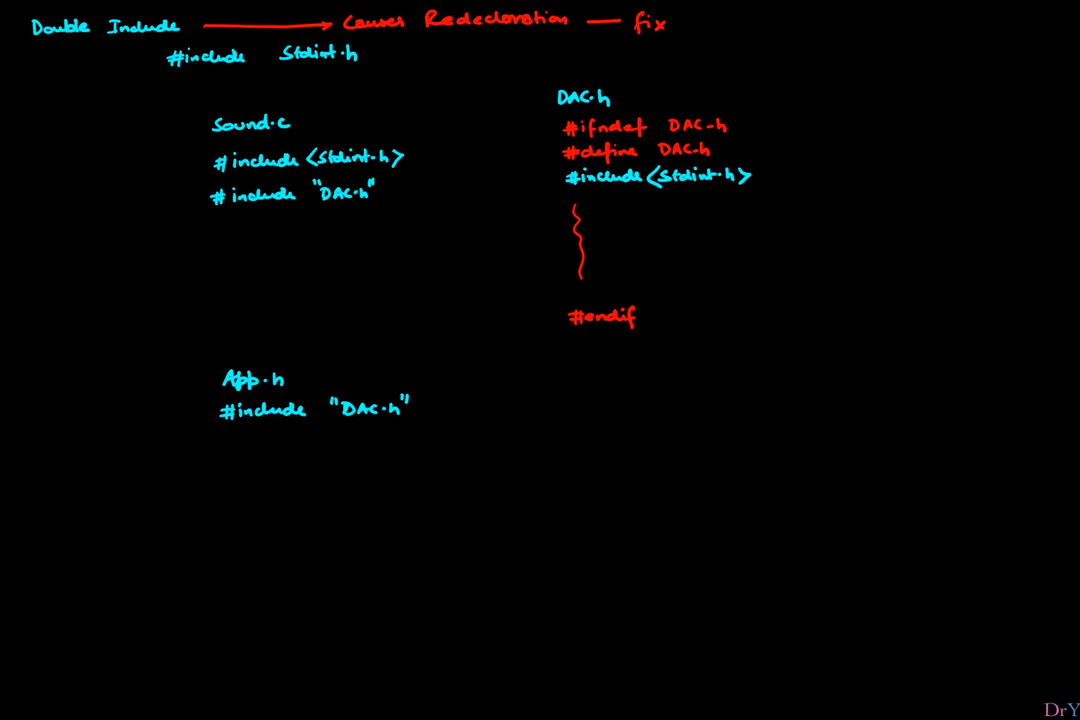 Double Include → Causes Redeclaration — fix
#include Stdint.h
Sound.c
#include <Stdint.h>
#include "DAC.h"
DAC.h
#ifndef DAC_h
#define DAC_h
#include <Stdint.h>
#endif
App.h
#include "DAC.h"
DrY